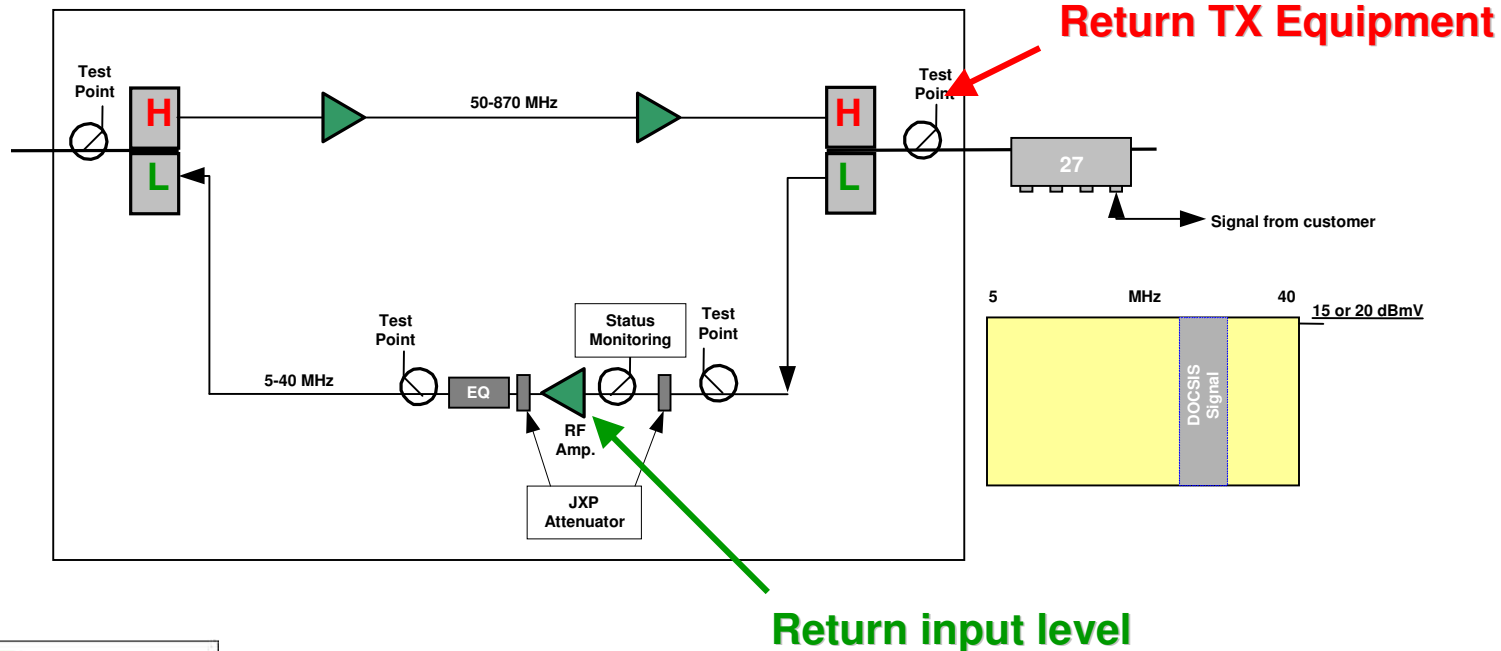 Return TX Equipment
Test
Point
H
50-870 MHz
H
Test
Point
L
L
27
Signal from customer
5
MHz
40
15 or 20 dBmV
DOCSIS
Signal
Test
Point
Status
Monitoring
Test
Point
5-40 MHz
EQ
RF
Amp.
JXP
Attenuator
Return input level